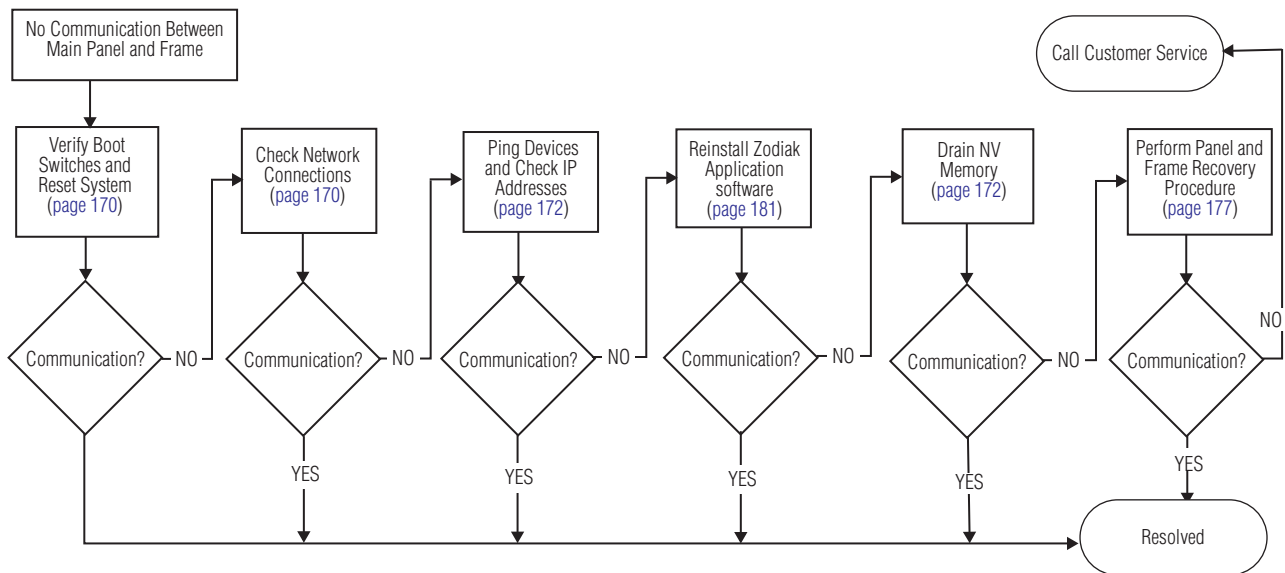 No Communication Between
Main Panel and Frame
Call Customer Service
Verify Boot
Switches and
Reset System
(page 170)
Check Network
Connections
(page 170)
Ping Devices
and Check IP
Addresses
(page 172)
Reinstall Zodiak
Application
software
(page 181)
Drain NV
Memory
(page 172)
Perform Panel and
Frame Recovery
Procedure
(page 177)
NO
Communication?
NO
Communication?
NO
Communication?
NO
Communication?
NO
Communication?
NO
Communication?
YES
YES
YES
YES
YES
Resolved